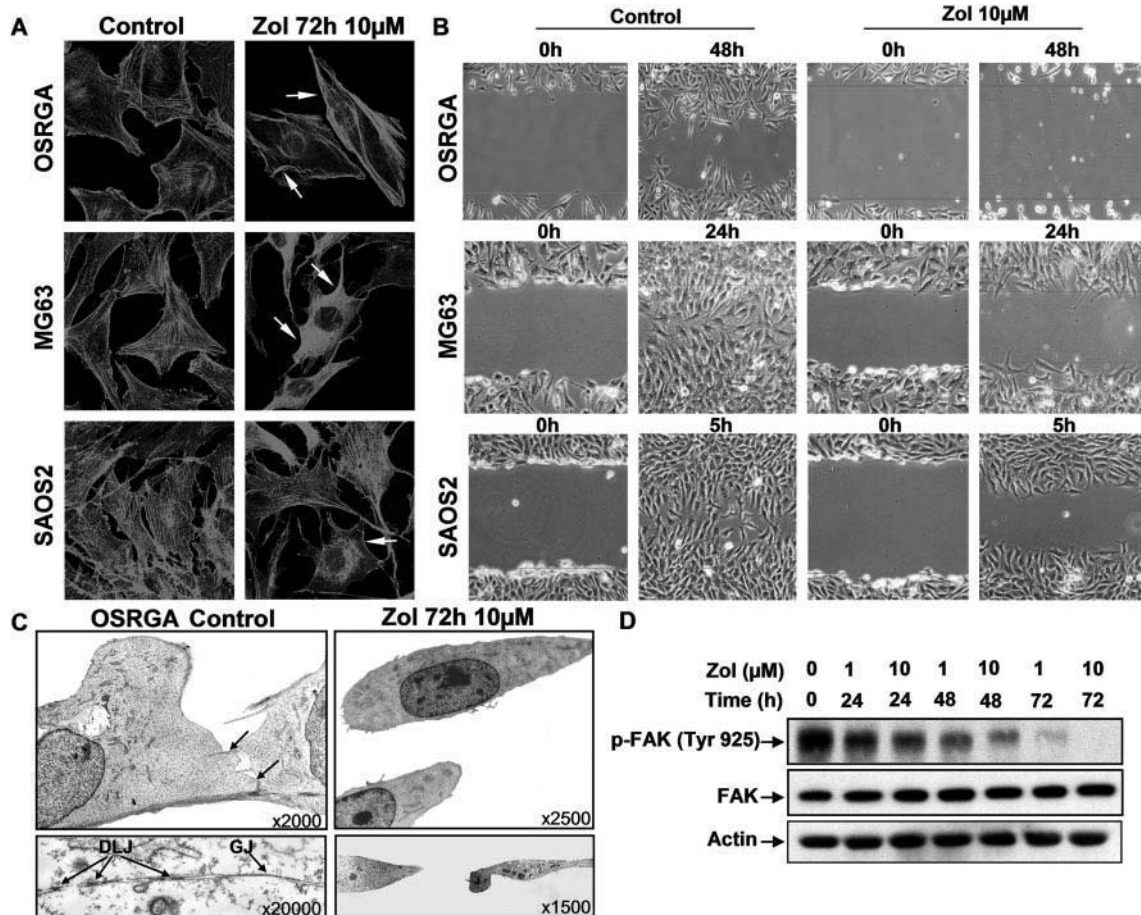 A
Control Zol 72h 10µM
OSRGA
MG63
SAOS2
B
Control Zol 10µM
0h 48h 0h 48h
OSRGA
0h 24h 0h 24h
MG63
0h 5h 0h 5h
SAOS2
C
OSRGA Control Zol 72h 10µM
x2000 x2500
DLJ GJ
x20000 x1500
D
Zol (µM) 0 1 10 1 10 1 10
Time (h) 0 24 24 48 48 72 72
p-FAK (Tyr 925)
FAK
Actin